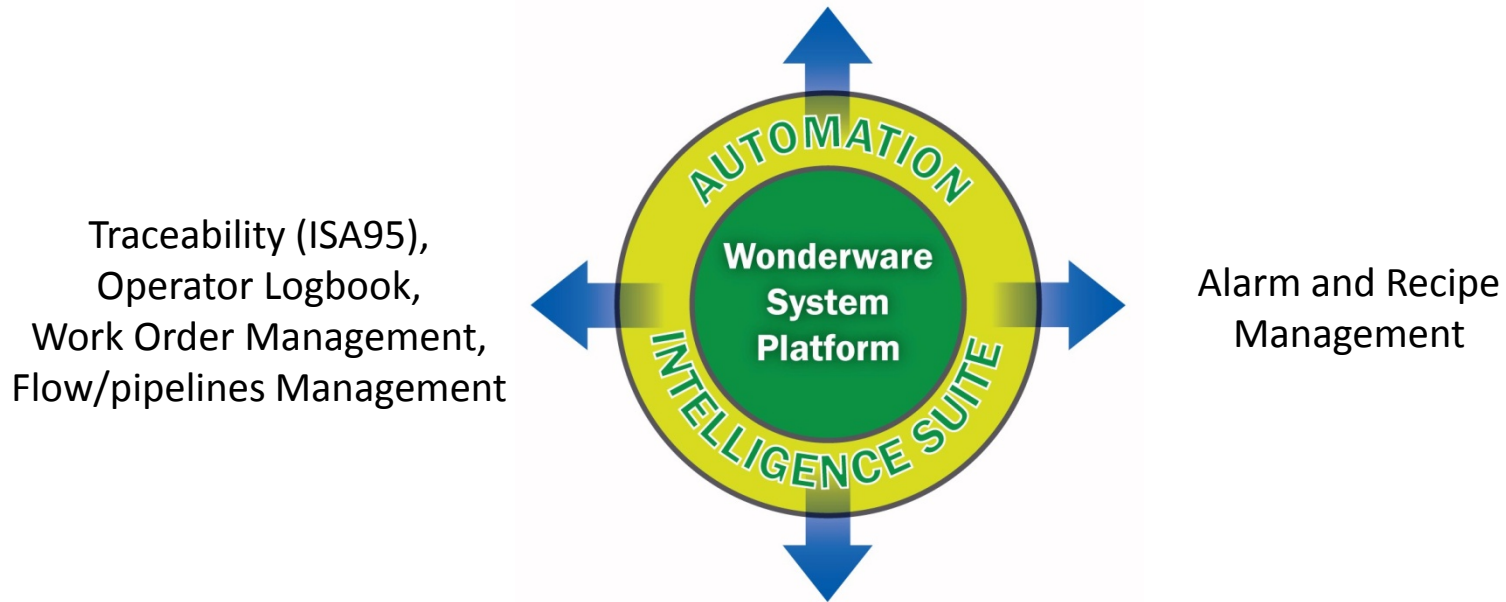 AUTOMATION
Traceability (ISA95),
Operator Logbook,
Work Order Management,
Flow/pipelines Management
Wonderware
System
Platform
Alarm and Recipe
Management
INTELLIGENCE SUITE